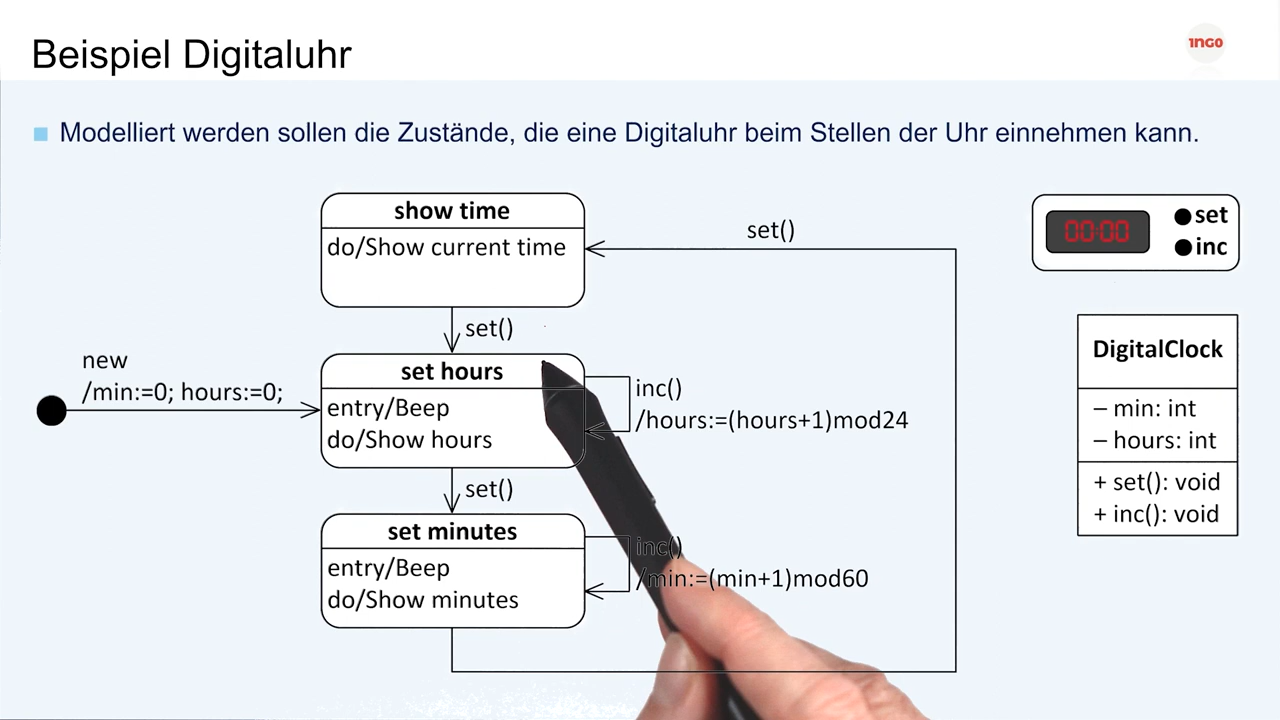 Beispiel Digitaluhr
1NGO
Modelliert werden sollen die Zustände, die eine Digitaluhr beim Stellen der Uhr einnehmen kann.
show time
do/Show current time
set()
set()
new
/min:=0; hours:=0;
set hours
entry/Beep
do/Show hours
inc()
/hours:=(hours+1)mod24
set()
set minutes
entry/Beep
do/Show minutes
inc()
/min:=(min+1)mod60
00:00
set
inc
DigitalClock
– min: int
– hours: int
+ set(): void
+ inc(): void